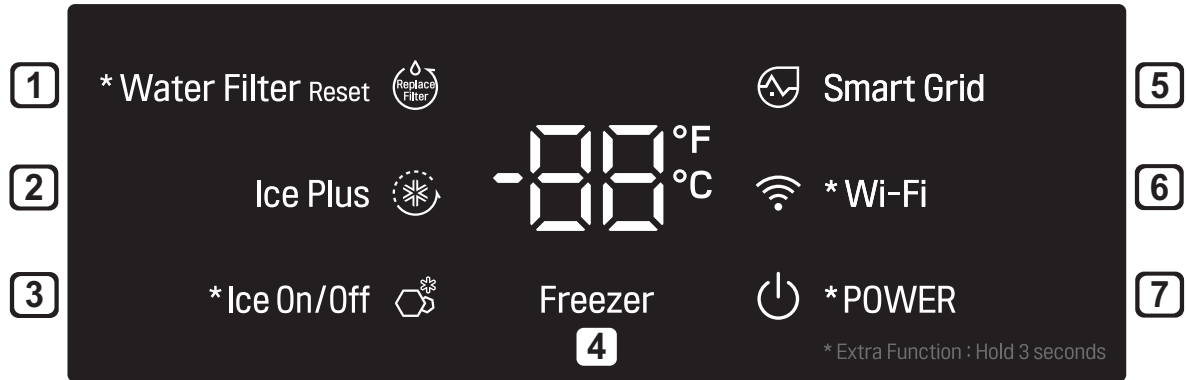 1 * Water Filter Reset Replace Filter
5 Smart Grid
-88 °F °C
2 Ice Plus
6 * Wi-Fi
3 * Ice On/Off
Freezer
4
7 * POWER
* Extra Function : Hold 3 seconds